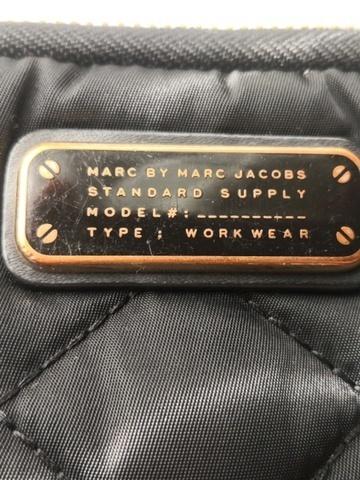 MARC BY MARC JACOBS
STANDARD SUPPLY
MODEL#: __________
TYPE : WORKWEAR